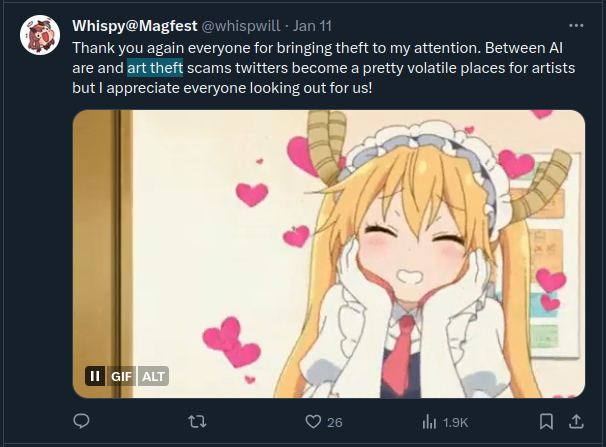 Whispy@Magfest @whispwill · Jan 11
Thank you again everyone for bringing theft to my attention. Between AI
are and art theft scams twitters become a pretty volatile places for artists
but I appreciate everyone looking out for us!
GIF ALT
26
1.9K